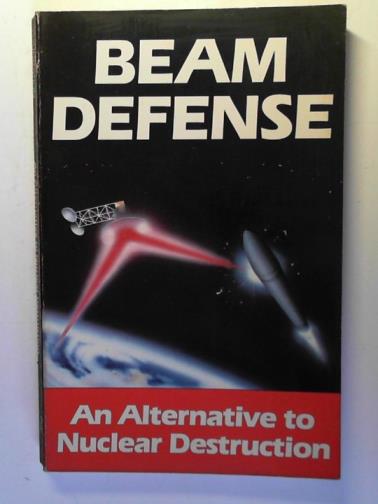 BEAM
DEFENSE
An Alternative to
Nuclear Destruction